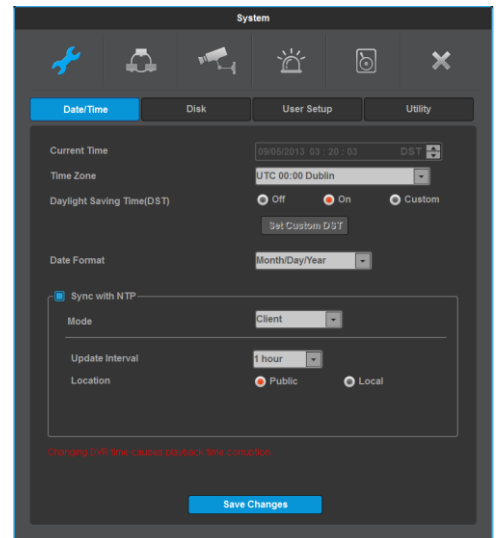 System
Date/Time Disk User Setup Utility
Current Time 09/06/2013 03 : 20 : 03 DST
Time Zone UTC 00:00 Dublin
Daylight Saving Time(DST) Off On Custom
Set Custom DST
Date Format Month/Day/Year
Sync with NTP
Mode Client
Update Interval 1 hour
Location Public Local
Changing DVR time causes playback time corruption.
Save Changes